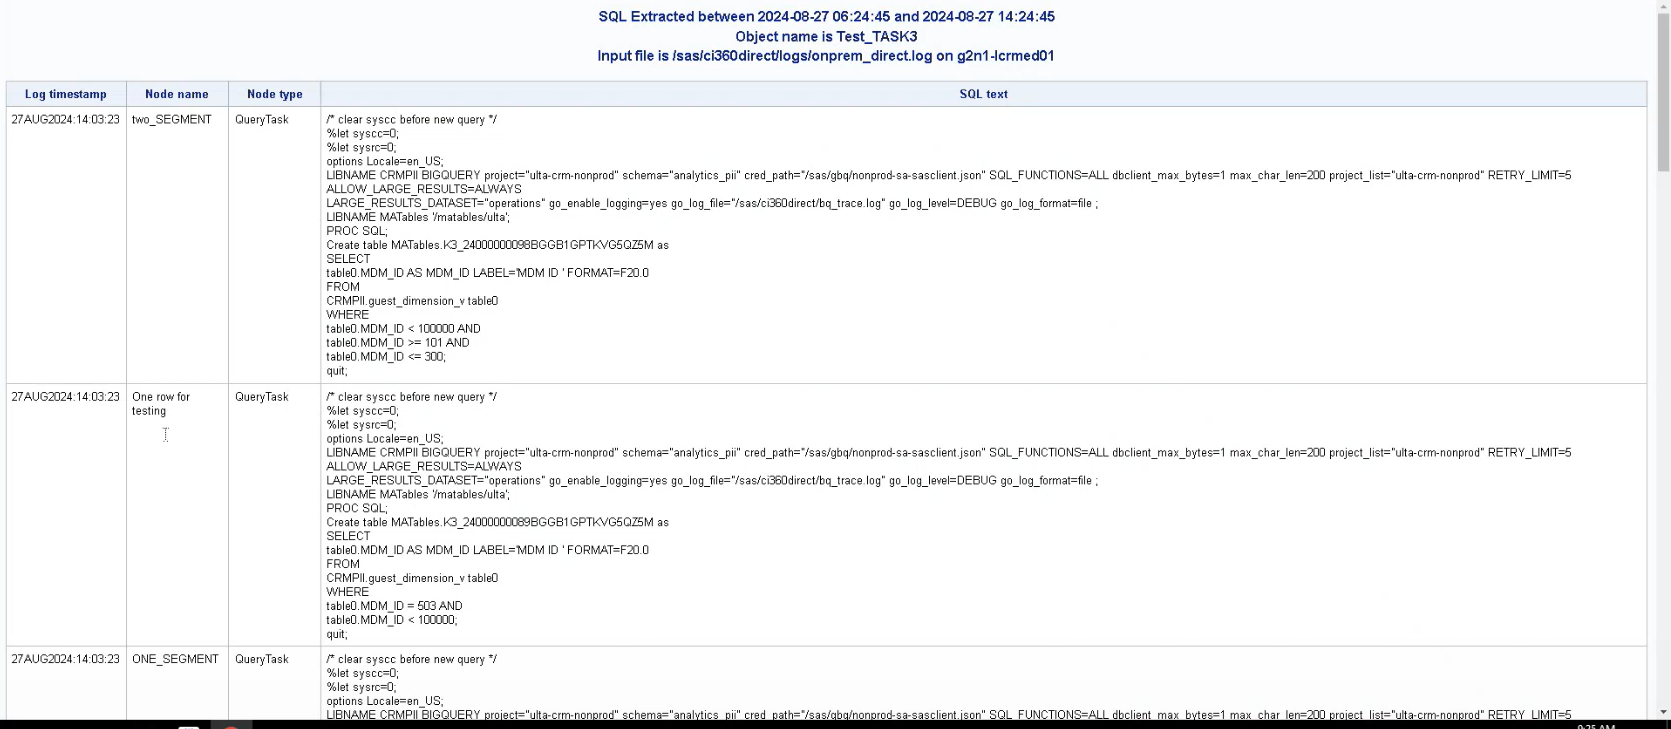 SQL Extracted between 2024-08-27 06:24:45 and 2024-08-27 14:24:45
Object name is Test_TASK3
Input file is /sas/ci360direct/logs/onprem_direct.log on g2n1-lcrmed01
Log timestamp Node name Node type SQL text
27AUG2024:14:03:23 two_SEGMENT QueryTask /* clear syscc before new query */
%let syscc=0;
%let sysrc=0;
options Locale=en_US;
LIBNAME CRMPII BIGQUERY project="ulta-crm-nonprod" schema="analytics_pii" cred_path="/sas/gbq/nonprod-sa-sasclient.json" SQL_FUNCTIONS=ALL dbclient_max_bytes=1 max_char_len=200 project_list="ulta-crm-nonprod" RETRY_LIMIT=5
ALLOW_LARGE_RESULTS=ALWAYS
LARGE_RESULTS_DATASET="operations" go_enable_logging=yes go_log_file="/sas/ci360direct/bq_trace.log" go_log_level=DEBUG go_log_format=file ;
LIBNAME MATables '/matables/ulta';
PROC SQL;
Create table MATables.K3_24000000098BGGB1GPTKVG5QZ5M as
SELECT
table0.MDM_ID AS MDM_ID LABEL='MDM ID ' FORMAT=F20.0
FROM
CRMPII.guest_dimension_v table0
WHERE
table0.MDM_ID < 100000 AND
table0.MDM_ID >= 101 AND
table0.MDM_ID <= 300;
quit;
27AUG2024:14:03:23 One row for QueryTask /* clear syscc before new query */
testing %let syscc=0;
%let sysrc=0;
options Locale=en_US;
LIBNAME CRMPII BIGQUERY project="ulta-crm-nonprod" schema="analytics_pii" cred_path="/sas/gbq/nonprod-sa-sasclient.json" SQL_FUNCTIONS=ALL dbclient_max_bytes=1 max_char_len=200 project_list="ulta-crm-nonprod" RETRY_LIMIT=5
ALLOW_LARGE_RESULTS=ALWAYS
LARGE_RESULTS_DATASET="operations" go_enable_logging=yes go_log_file="/sas/ci360direct/bq_trace.log" go_log_level=DEBUG go_log_format=file ;
LIBNAME MATables '/matables/ulta';
PROC SQL;
Create table MATables.K3_24000000089BGGB1GPTKVG5QZ5M as
SELECT
table0.MDM_ID AS MDM_ID LABEL='MDM ID ' FORMAT=F20.0
FROM
CRMPII.guest_dimension_v table0
WHERE
table0.MDM_ID = 503 AND
table0.MDM_ID < 100000;
quit;
27AUG2024:14:03:23 ONE_SEGMENT QueryTask /* clear syscc before new query */
%let syscc=0;
%let sysrc=0;
options Locale=en_US;
LIBNAME CRMPII BIGQUERY project="ulta-crm-nonprod" schema="analytics_pii" cred_path="/sas/gbq/nonprod-sa-sasclient.json" SQL_FUNCTIONS=ALL dbclient_max_bytes=1 max_char_len=200 project_list="ulta-crm-nonprod" RETRY_LIMIT=5